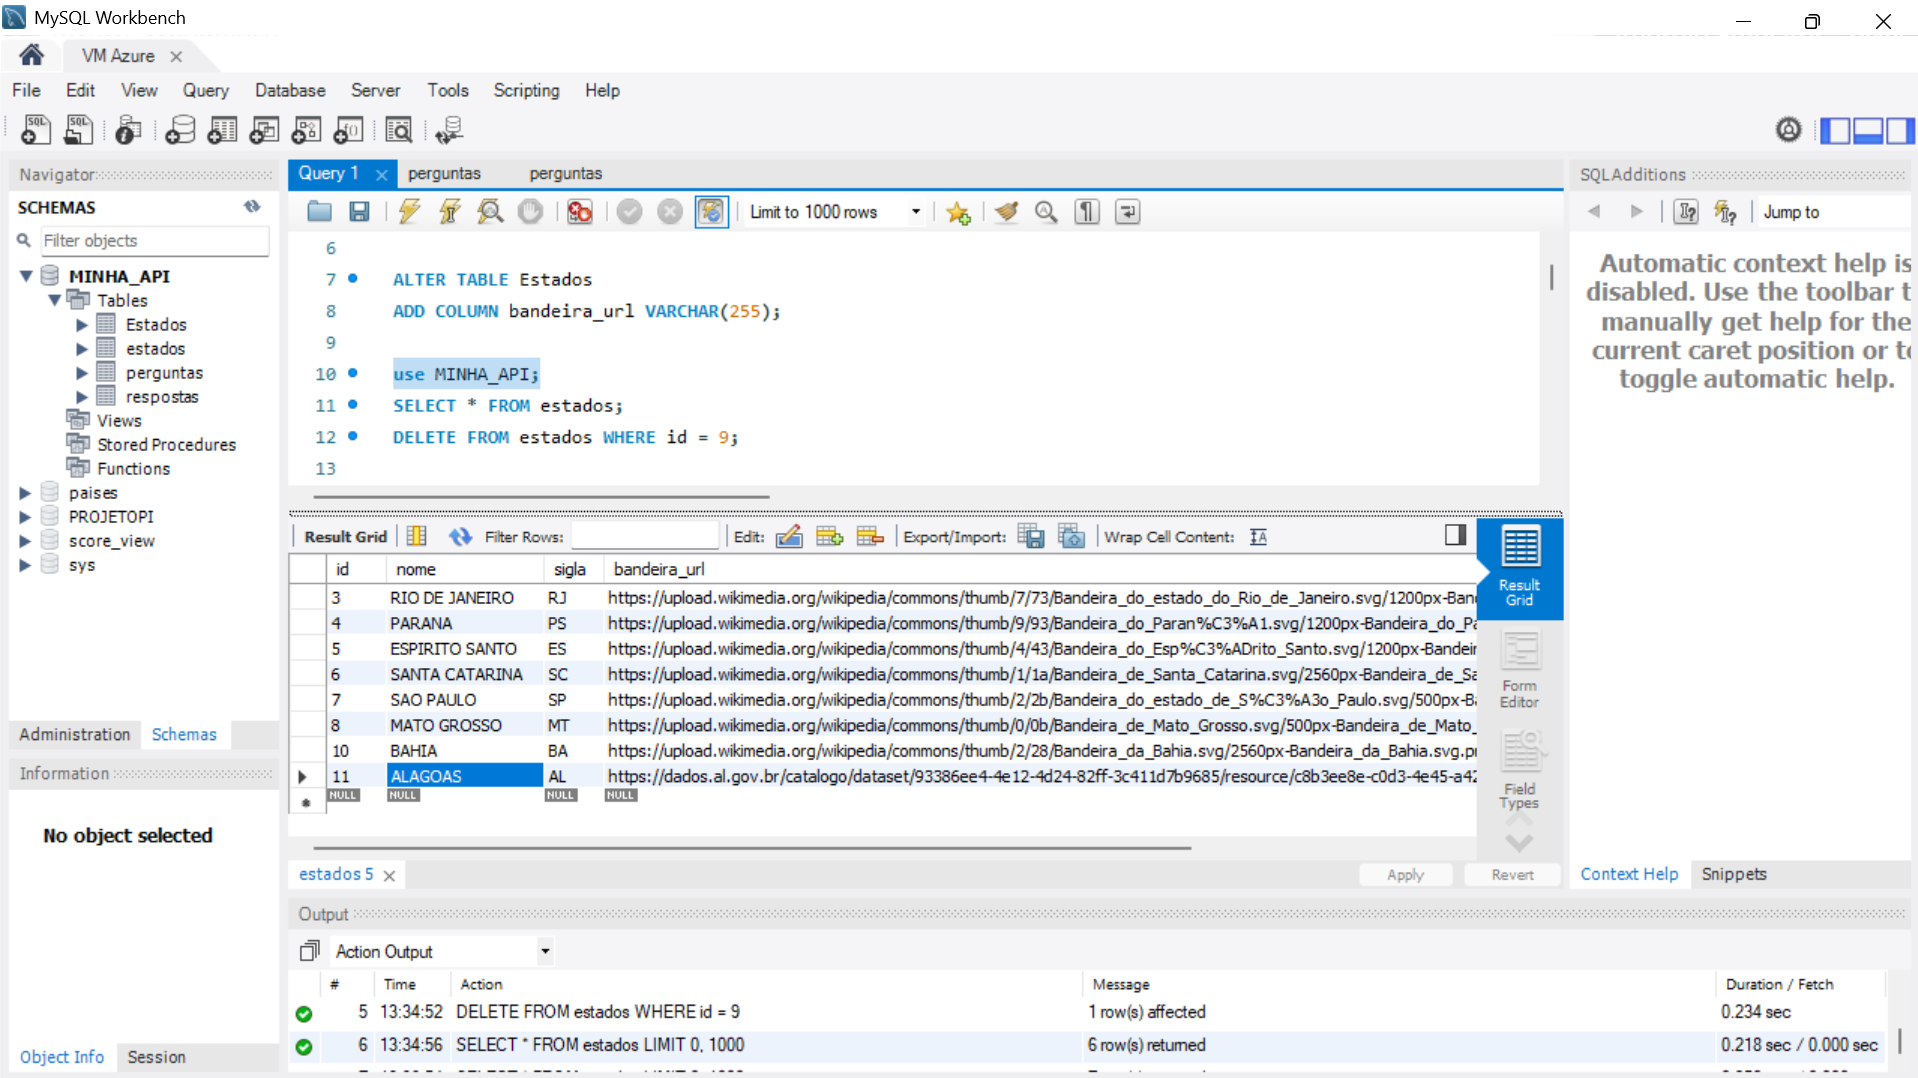 MySQL Workbench
VM Azure
File Edit View Query Database Server Tools Scripting Help
Navigator
SCHEMAS
Filter objects
MINHA_API
Tables
Estados
estados
perguntas
respostas
Views
Stored Procedures
Functions
paises
PROJETOPI
score_view
sys
Administration Schemas
Information
No object selected
Object Info Session
Query 1 perguntas perguntas
Limit to 1000 rows
6
7 ALTER TABLE Estados
8 ADD COLUMN bandeira_url VARCHAR(255);
9
10 use MINHA_API;
11 SELECT * FROM estados;
12 DELETE FROM estados WHERE id = 9;
13
Result Grid Filter Rows: Edit: Export/Import: Wrap Cell Content:
id nome sigla bandeira_url
3 RIO DE JANEIRO RJ https://upload.wikimedia.org/wikipedia/commons/thumb/7/73/Bandeira_do_estado_do_Rio_de_Janeiro.svg/1200px-Ban
4 PARANA PS https://upload.wikimedia.org/wikipedia/commons/thumb/9/93/Bandeira_do_Paran%C3%A1.svg/1200px-Bandeira_do_Pa
5 ESPIRITO SANTO ES https://upload.wikimedia.org/wikipedia/commons/thumb/4/43/Bandeira_do_Esp%C3%ADrito_Santo.svg/1200px-Bandeir
6 SANTA CATARINA SC https://upload.wikimedia.org/wikipedia/commons/thumb/1/1a/Bandeira_de_Santa_Catarina.svg/2560px-Bandeira_de_Sa
7 SAO PAULO SP https://upload.wikimedia.org/wikipedia/commons/thumb/2/2b/Bandeira_do_estado_de_S%C3%A3o_Paulo.svg/500px-B
8 MATO GROSSO MT https://upload.wikimedia.org/wikipedia/commons/thumb/0/0b/Bandeira_de_Mato_Grosso.svg/500px-Bandeira_de_Mato_
10 BAHIA BA https://upload.wikimedia.org/wikipedia/commons/thumb/2/28/Bandeira_da_Bahia.svg/2560px-Bandeira_da_Bahia.svg.p
11 ALAGOAS AL https://dados.al.gov.br/catalogo/dataset/93386ee4-4e12-4d24-82ff-3c411d7b9685/resource/c8b3ee8e-c0d3-4e45-a42
NULL NULL NULL NULL
Result
Grid
Form
Editor
Field
Types
estados 5 Apply Revert
SQLAdditions
Jump to
Automatic context help is
disabled. Use the toolbar t
manually get help for the
current caret position or to
toggle automatic help.
Context Help Snippets
Output
Action Output
# Time Action Message Duration / Fetch
5 13:34:52 DELETE FROM estados WHERE id = 9 1 row(s) affected 0.234 sec
6 13:34:56 SELECT * FROM estados LIMIT 0, 1000 6 row(s) returned 0.218 sec / 0.000 sec